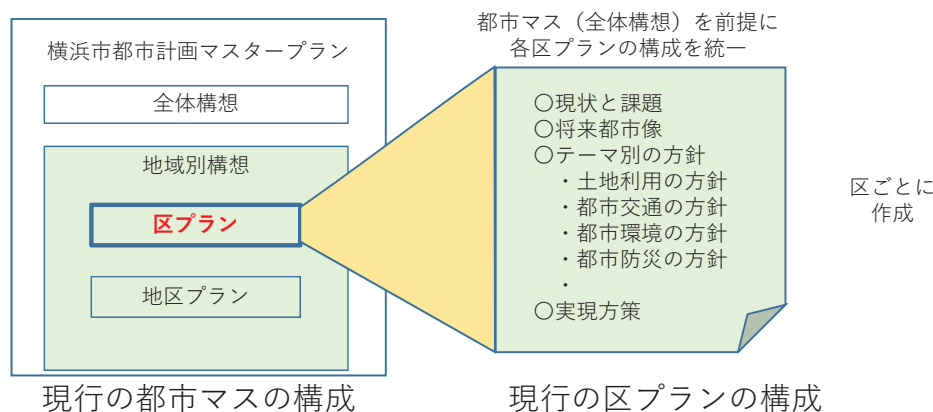 横浜市都市計画マスタープラン
全体構想
地域別構想
区プラン
地区プラン
現行の都市マスの構成
都市マス（全体構想）を前提に
各区プランの構成を統一
〇現状と課題
〇将来都市像
〇テーマ別の方針
・土地利用の方針
・都市交通の方針
・都市環境の方針
・都市防災の方針
・
〇実現方策
区ごとに
作成
現行の区プランの構成